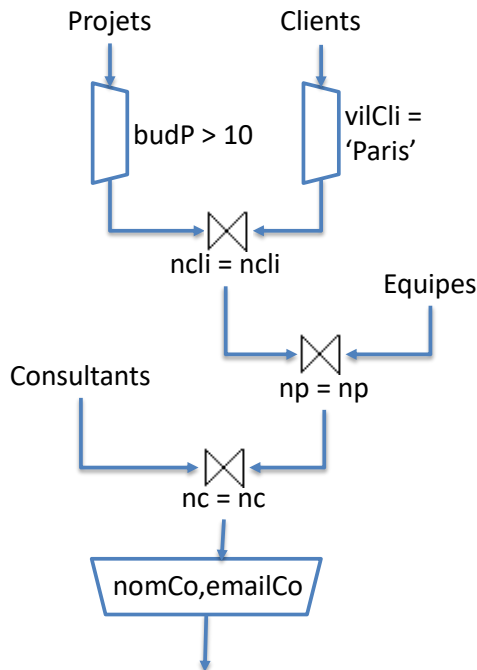 Projets
Clients
budP > 10
vilCli =
‘Paris’
ncli = ncli
Equipes
np = np
Consultants
nc = nc
nomCo,emailCo